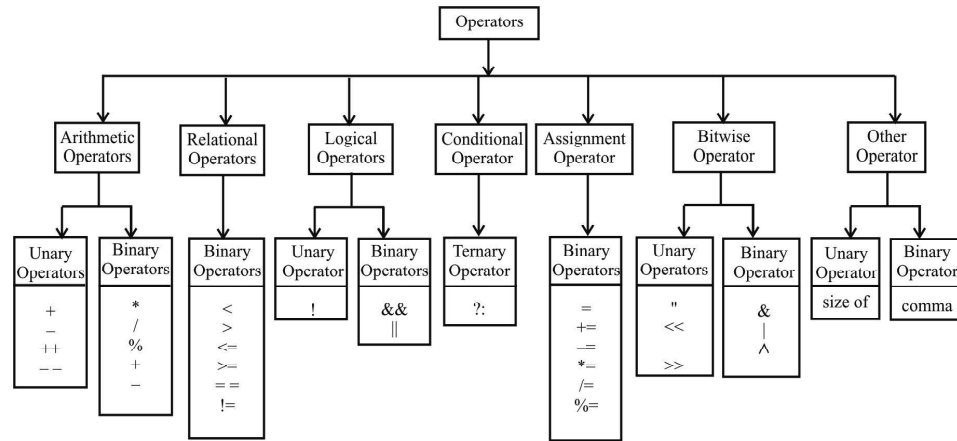 Operators
Arithmetic
Operators
Relational
Operators
Logical
Operators
Conditional
Operator
Assignment
Operator
Bitwise
Operator
Other
Operator
Unary
Operators
+
–
++
– –
Binary
Operators
*
/
%
+
–
Binary
Operators
<
>
<=
>=
= =
!=
Unary
Operator
!
Binary
Operators
&&
||
Ternary
Operator
?:
Binary
Operators
=
+=
–=
*–
/=
%=
Unary
Operators
"
<<
>>
Binary
Operator
&
|
^
Unary
Operator
size of
Binary
Operator
comma